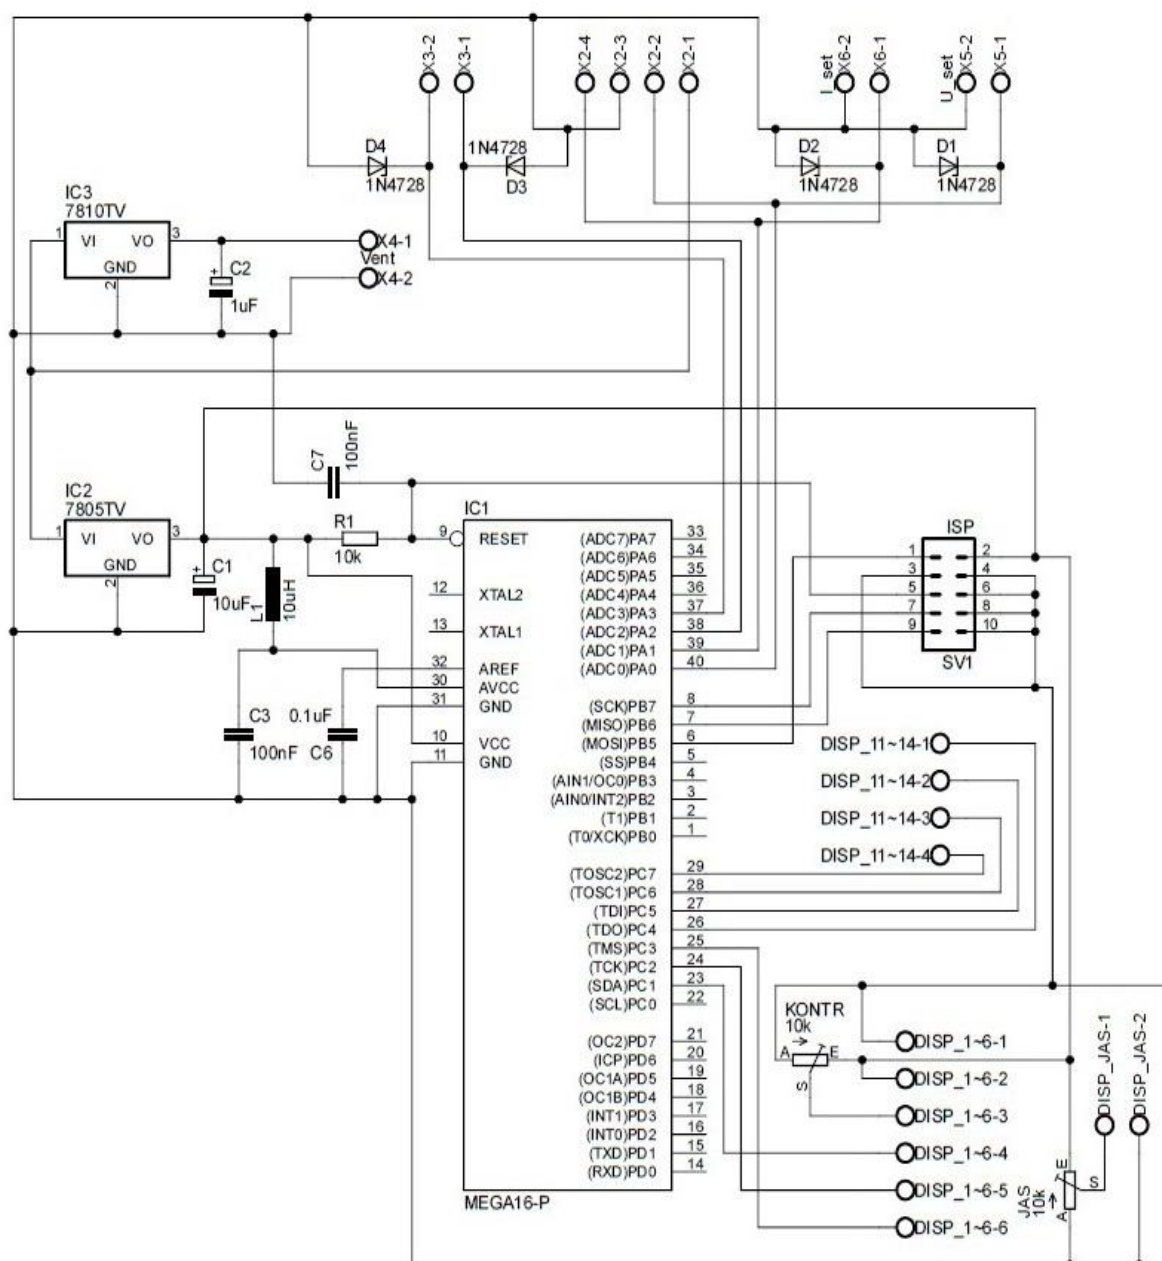 X3-2
X3-1
X2-4
X2-3
X2-2
X2-1
I_set
X6-2
X6-1
U_set
X5-2
X5-1
D4
1N4728
1N4728
D3
D2
1N4728
D1
1N4728
IC3
7810TV
1 VI VO 3
GND
2
+ C2
1uF
X4-1
Vent
X4-2
C7
100nF
IC2
7805TV
1 VI VO 3
GND
2
+ C1
10uF
L1
10uH
R1
10k
C3
100nF
0.1uF
C6
IC1
9 RESET (ADC7)PA7 33
(ADC6)PA6 34
(ADC5)PA5 35
12 XTAL2 (ADC4)PA4 36
(ADC3)PA3 37
13 XTAL1 (ADC2)PA2 38
(ADC1)PA1 39
32 AREF (ADC0)PA0 40
30 AVCC
31 GND (SCK)PB7 8
(MISO)PB6 7
10 VCC (MOSI)PB5 6
11 GND (SS)PB4 5
(AIN1/OC0)PB3 4
(AIN0/INT2)PB2 3
(T1)PB1 2
(T0/XCK)PB0 1
(TOSC2)PC7 29
(TOSC1)PC6 28
(TDI)PC5 27
(TDO)PC4 26
(TMS)PC3 25
(TCK)PC2 24
(SDA)PC1 23
(SCL)PC0 22
(OC2)PD7 21
(ICP)PD6 20
(OC1A)PD5 19
(OC1B)PD4 18
(INT1)PD3 17
(INT0)PD2 16
(TXD)PD1 15
(RXD)PD0 14
MEGA16-P
ISP
1 2
3 4
5 6
7 8
9 10
SV1
DISP_11~14-1
DISP_11~14-2
DISP_11~14-3
DISP_11~14-4
KONTR
10k
A E
S
DISP_1~6-1
DISP_1~6-2
DISP_1~6-3
DISP_1~6-4
DISP_1~6-5
DISP_1~6-6
DISP_JAS-1
DISP_JAS-2
E
S
A
JAS
10k